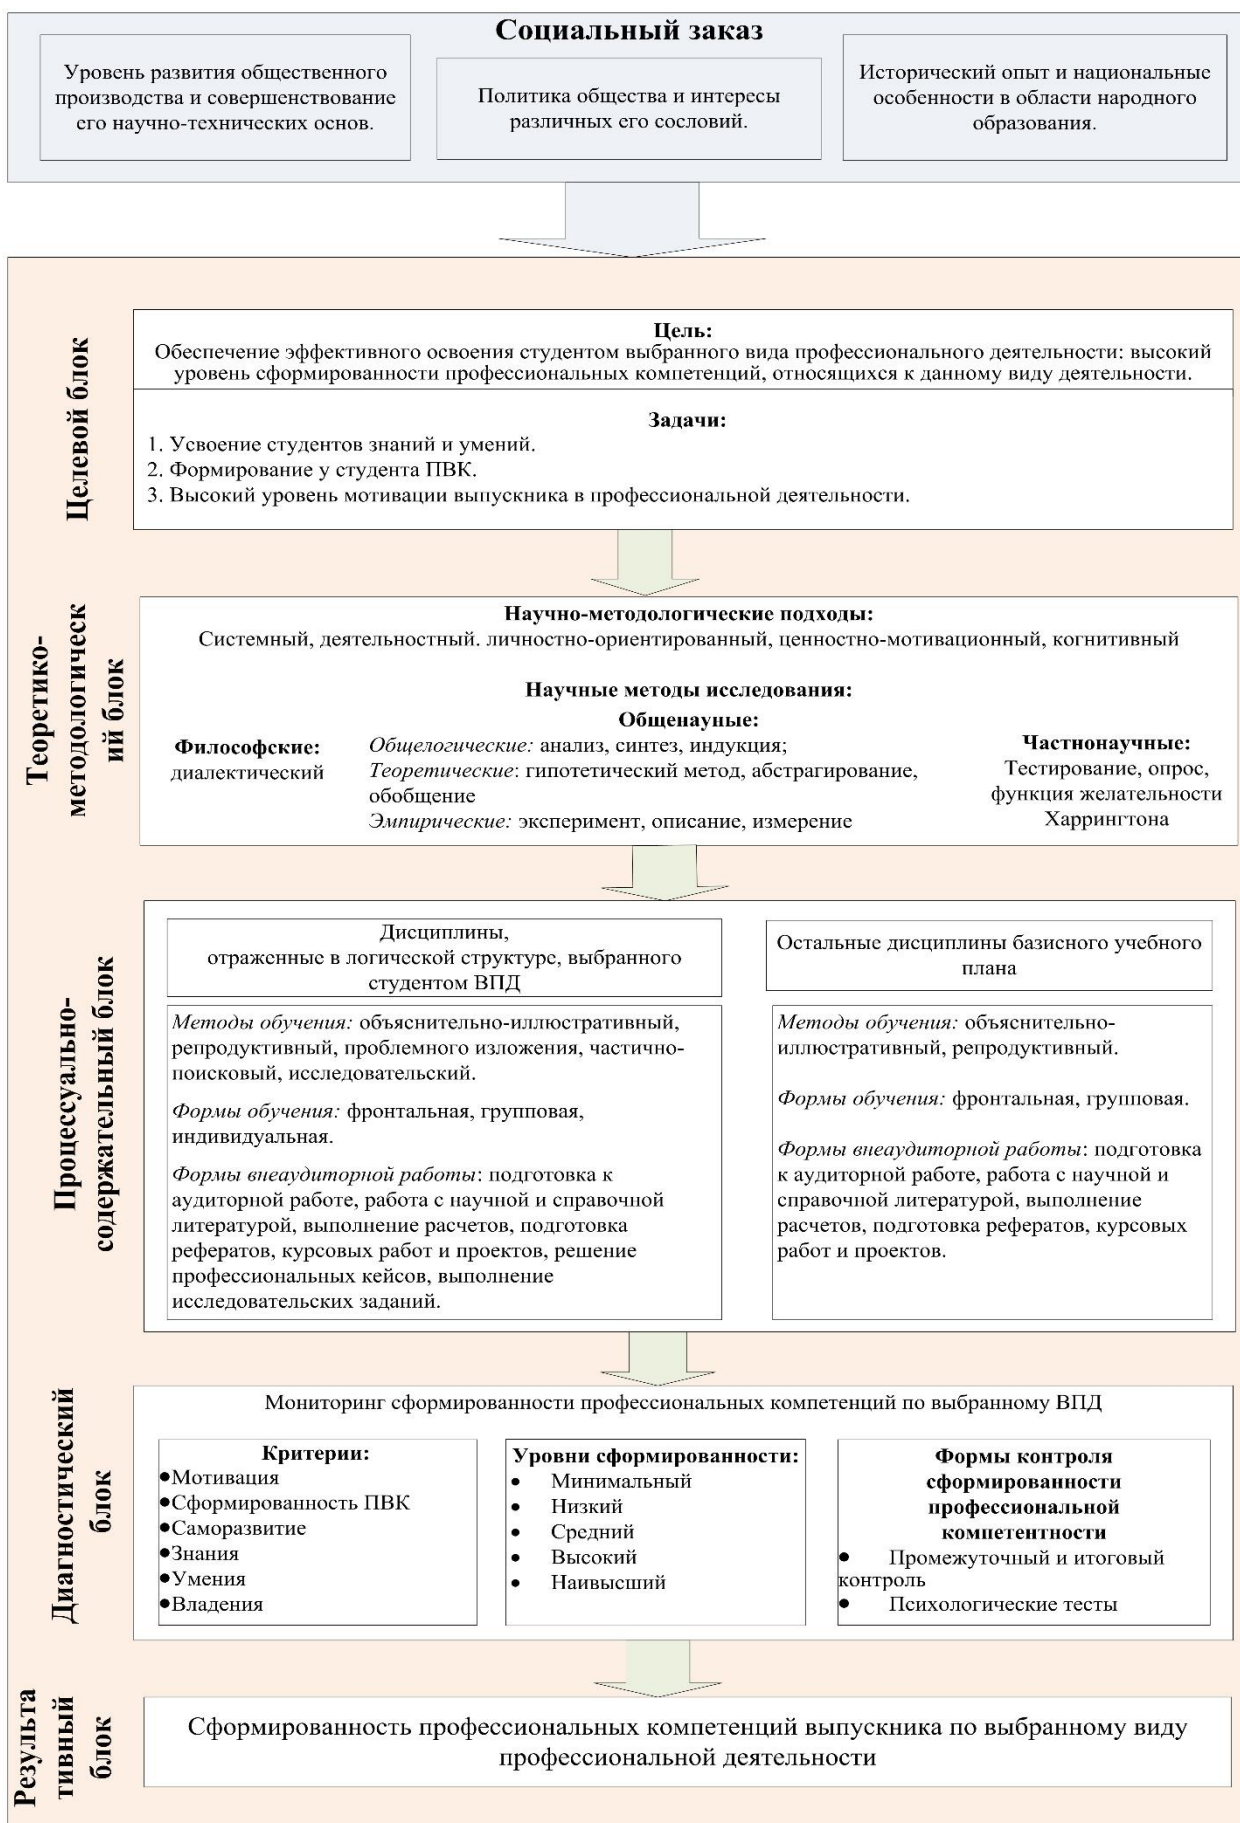 Социальный заказ
Уровень развития общественного
производства и совершенствование
его научно-технических основ.
Политика общества и интересы
различных его сословий.
Исторический опыт и национальные
особенности в области народного
образования.
Целевой блок
Цель:
Обеспечение эффективного освоения студентом выбранного вида профессионального деятельности: высокий
уровень сформированности профессиональных компетенций, относящихся к данному виду деятельности.
Задачи:
1. Усвоение студентов знаний и умений.
2. Формирование у студента ПВК.
3. Высокий уровень мотивации выпускника в профессиональной деятельности.
Теоретико-
методологическ
ий блок
Научно-методологические подходы:
Системный, деятельностный. личностно-ориентированный, ценностно-мотивационный, когнитивный
Научные методы исследования:
Философские:
диалектический
Общенауные:
Общелогические: анализ, синтез, индукция;
Теоретические: гипотетический метод, абстрагирование,
обобщение
Эмпирические: эксперимент, описание, измерение
Частнонаучные:
Тестирование, опрос,
функция желательности
Харрингтона
Процессуально-
содержательный блок
Дисциплины,
отраженные в логической структуре, выбранного
студентом ВПД
Методы обучения: объяснительно-иллюстративный,
репродуктивный, проблемного изложения, частично-
поисковый, исследовательский.
Формы обучения: фронтальная, групповая,
индивидуальная.
Формы внеаудиторной работы: подготовка к
аудиторной работе, работа с научной и справочной
литературой, выполнение расчетов, подготовка
рефератов, курсовых работ и проектов, решение
профессиональных кейсов, выполнение
исследовательских заданий.
Остальные дисциплины базисного учебного
плана
Методы обучения: объяснительно-
иллюстративный, репродуктивный.
Формы обучения: фронтальная, групповая.
Формы внеаудиторной работы: подготовка
к аудиторной работе, работа с научной и
справочной литературой, выполнение
расчетов, подготовка рефератов, курсовых
работ и проектов.
Диагностический
блок
Мониторинг сформированности профессиональных компетенций по выбранному ВПД
Критерии:
●Мотивация
●Сформированность ПВК
●Саморазвитие
●Знания
●Умения
●Владения
Уровни сформированности:
● Минимальный
● Низкий
● Средний
● Высокий
● Наивысший
Формы контроля
сформированности
профессиональной
компетентности
● Промежуточный и итоговый
контроль
● Психологические тесты
Результа
тивный
блок
Сформированность профессиональных компетенций выпускника по выбранному виду
профессиональной деятельности